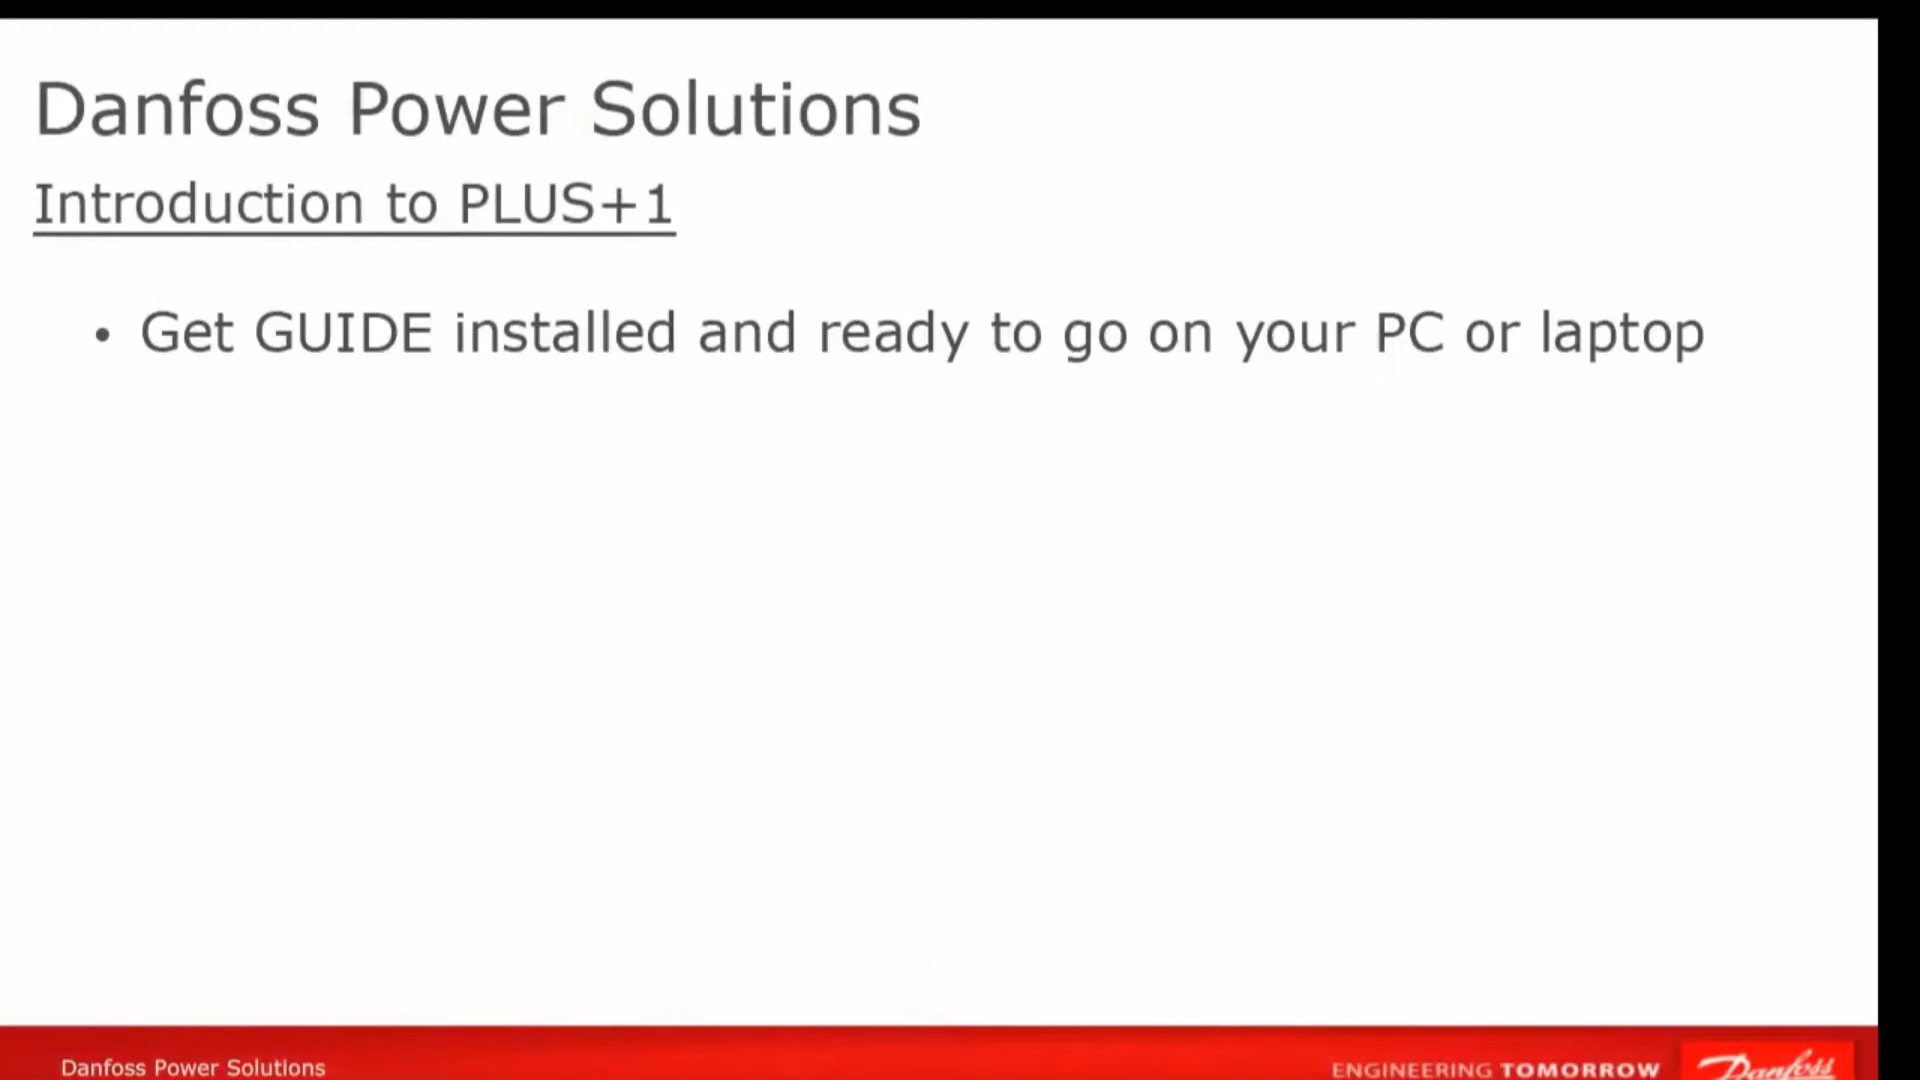 Danfoss Power Solutions
Introduction to PLUS+1
• Get GUIDE installed and ready to go on your PC or laptop
Danfoss Power Solutions
ENGINEERING TOMORROW
Danfoss